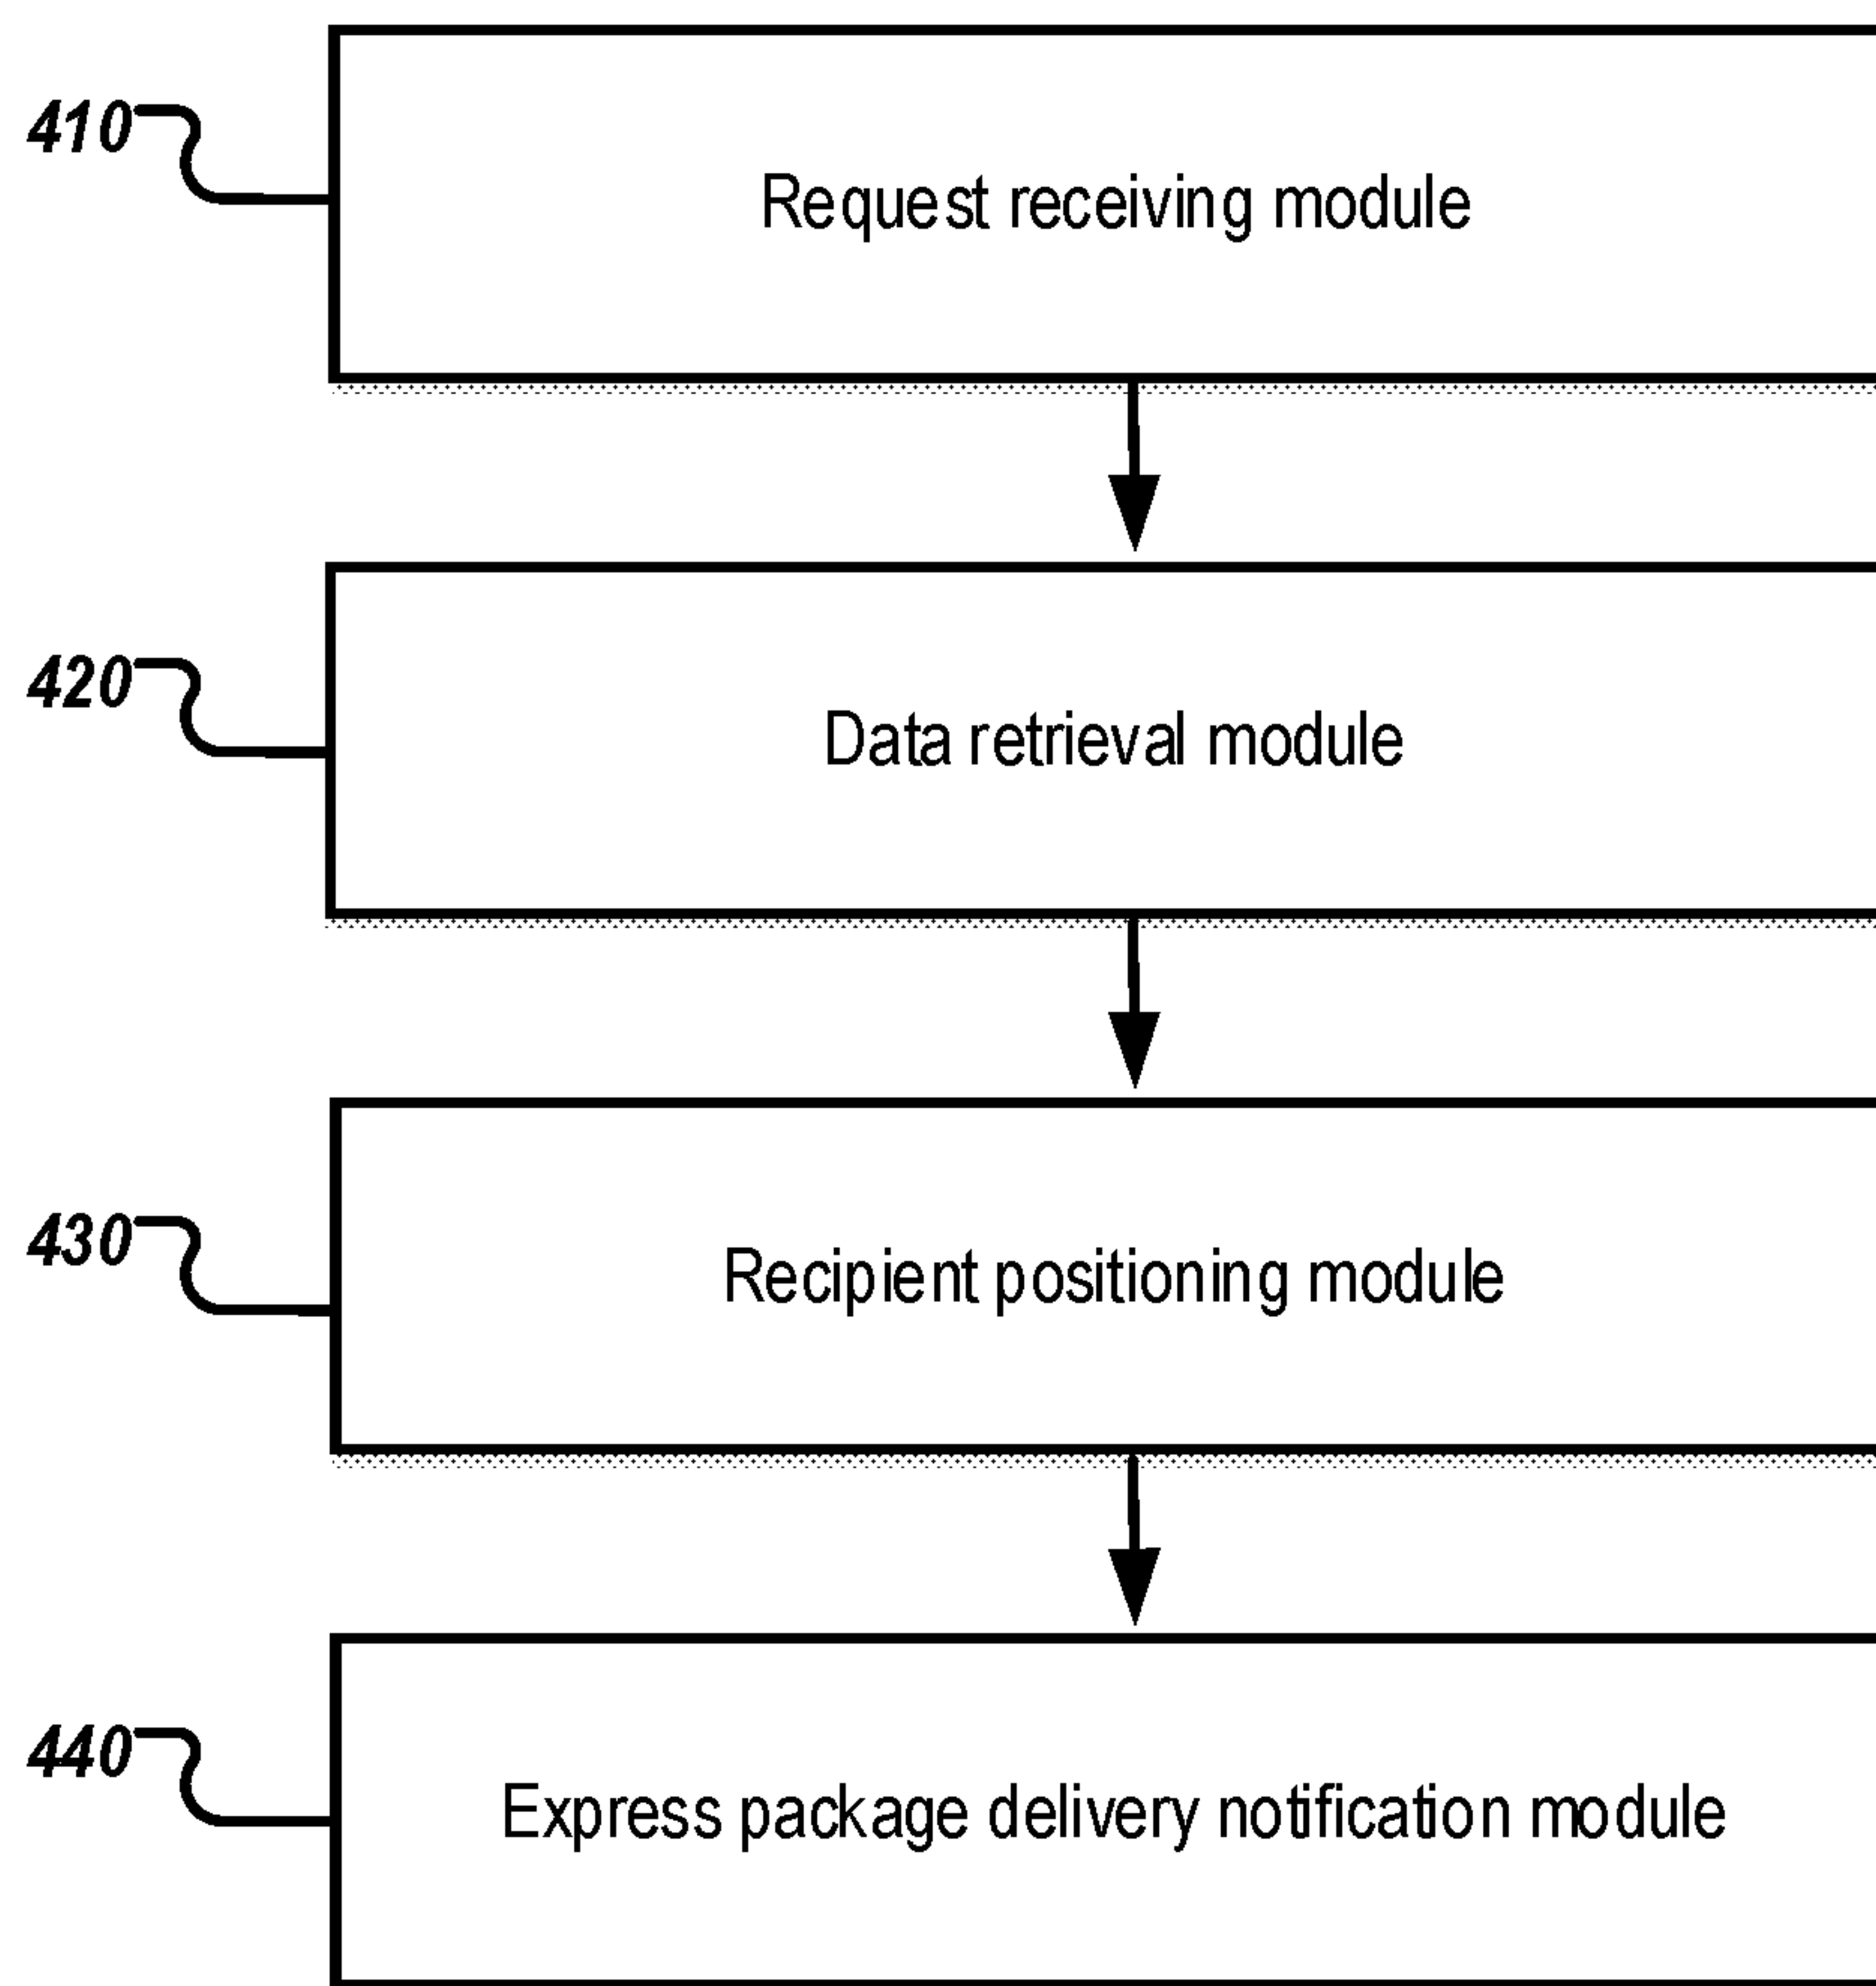 410
Request receiving module
420
Data retrieval module
430
Recipient positioning module
440
Express package delivery notification module